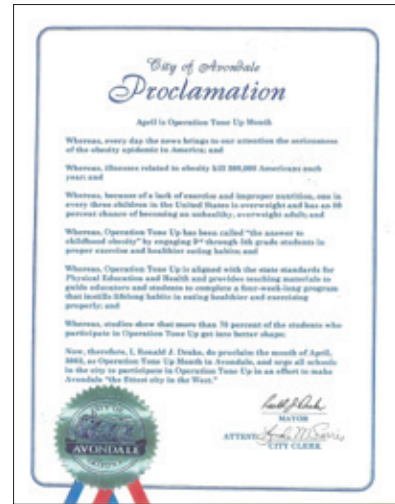 City of Avondale
Proclamation
April is Operation Tone Up Month
Whereas, every day the news brings to our attention the seriousness
of the obesity epidemic in America; and
Whereas, illnesses related to obesity kill 300,000 Americans each
year; and
Whereas, because of a lack of exercise and improper nutrition, one in
every three children in the United States is overweight and has an 80
percent chance of becoming an unhealthy, overweight adult; and
Whereas, Operation Tone Up has been called "the answer to
childhood obesity" by engaging 3rd through 5th grade students in
proper exercise and healthier eating habits; and
Whereas, Operation Tone Up is aligned with the state standards for
Physical Education and Health and provides teaching materials to
guide educators and students to complete a four-week-long program
that instills lifelong habits in eating healthier and exercising
properly; and
Whereas, studies show that more than 70 percent of the students who
participate in Operation Tone Up get into better shape;
Now, therefore, I, Ronald J. Drake, do proclaim the month of April,
as Operation Tone Up Month in Avondale, and urge all schools
in the city to participate in Operation Tone Up in an effort to make
Avondale "the fittest city in the West."
MAYOR
ATTEST
CITY CLERK
CITY OF
AVONDALE